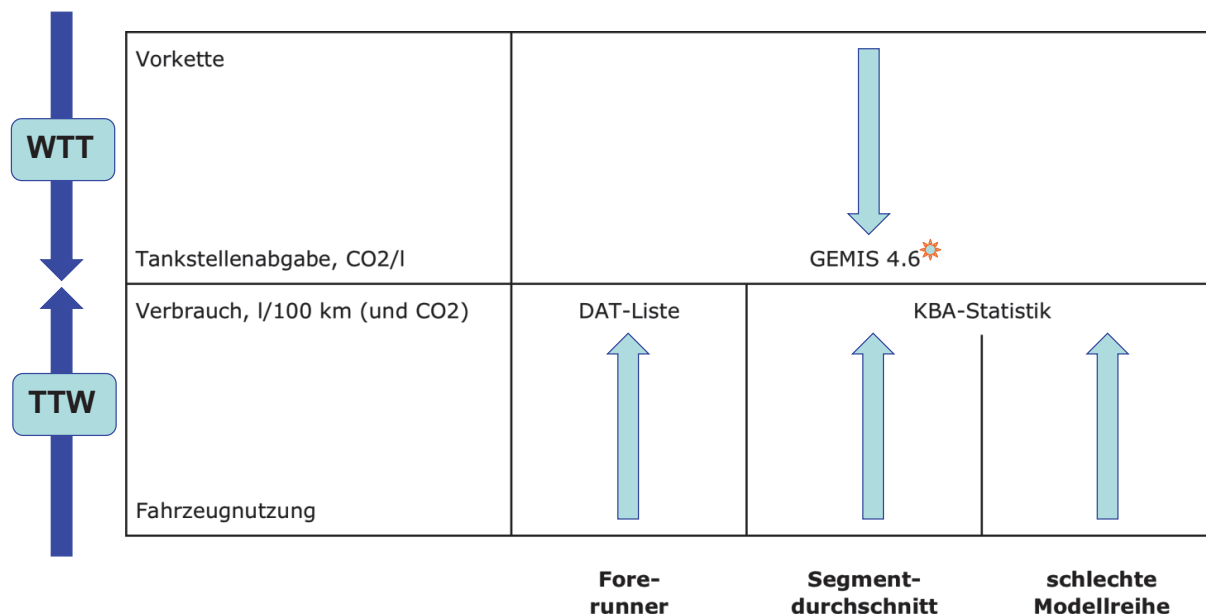 WTT
Vorkette
Tankstellenabgabe, CO2/l
GEMIS 4.6
TTW
Verbrauch, l/100 km (und CO2)
DAT-Liste
KBA-Statistik
Fahrzeugnutzung
Fore-
runner
Segment-
durchschnitt
schlechte
Modellreihe